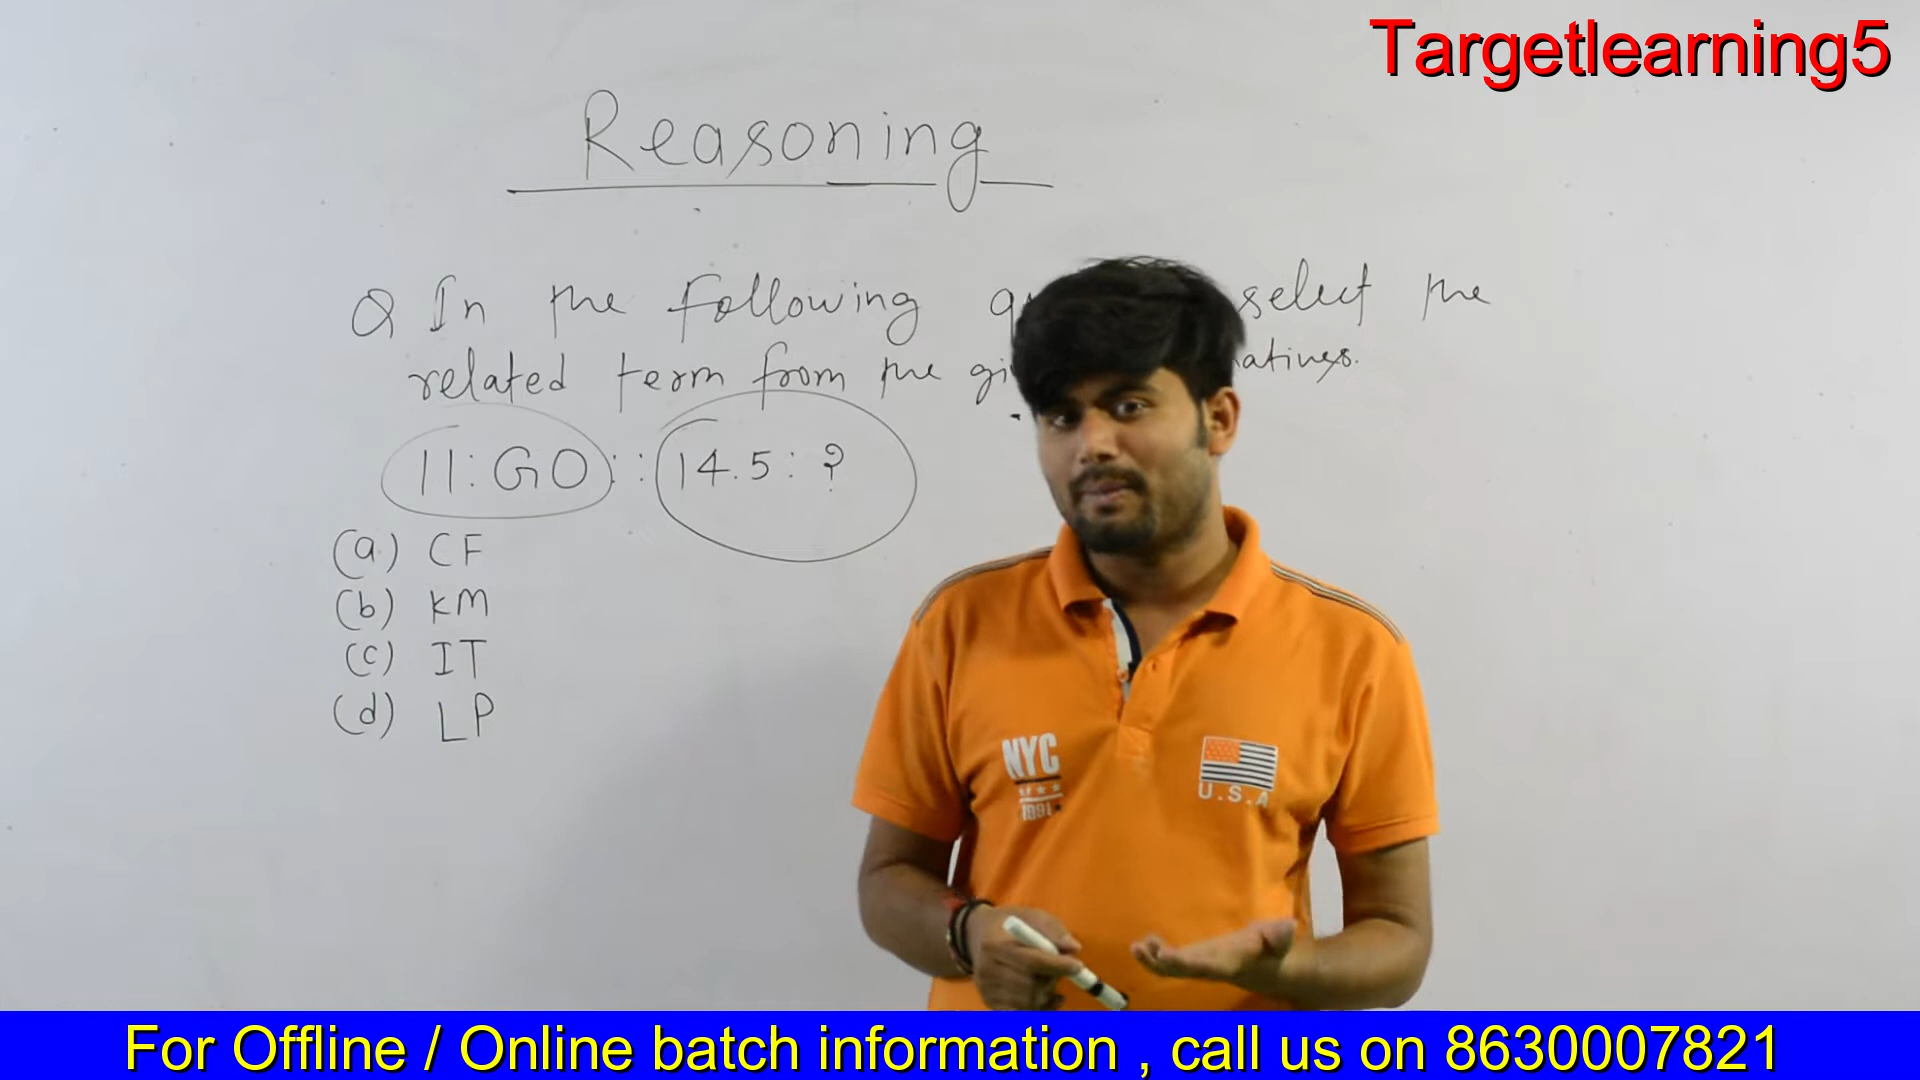 Targetlearning5
Reasoning
Q In the following select the
related term from the
11:GO :: 14.5:?
(a) CF
(b) KM
(c) IT
(d) LP
NYC
1991
U.S.A
For Offline / Online batch information , call us on 8630007821